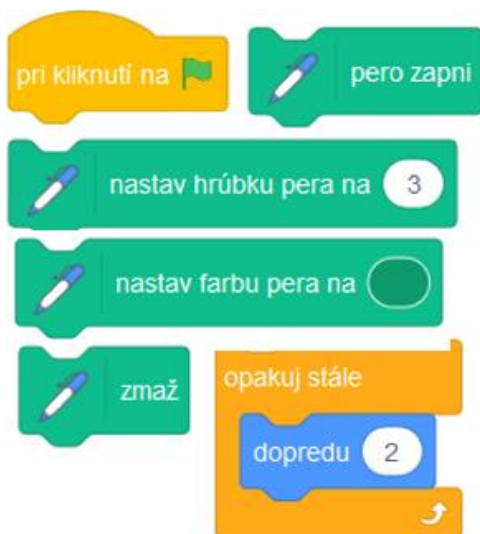 pri kliknutí na
pero zapni
nastav hrúbku pera na 3
nastav farbu pera na
zmaž
opakuj stále
dopredu 2